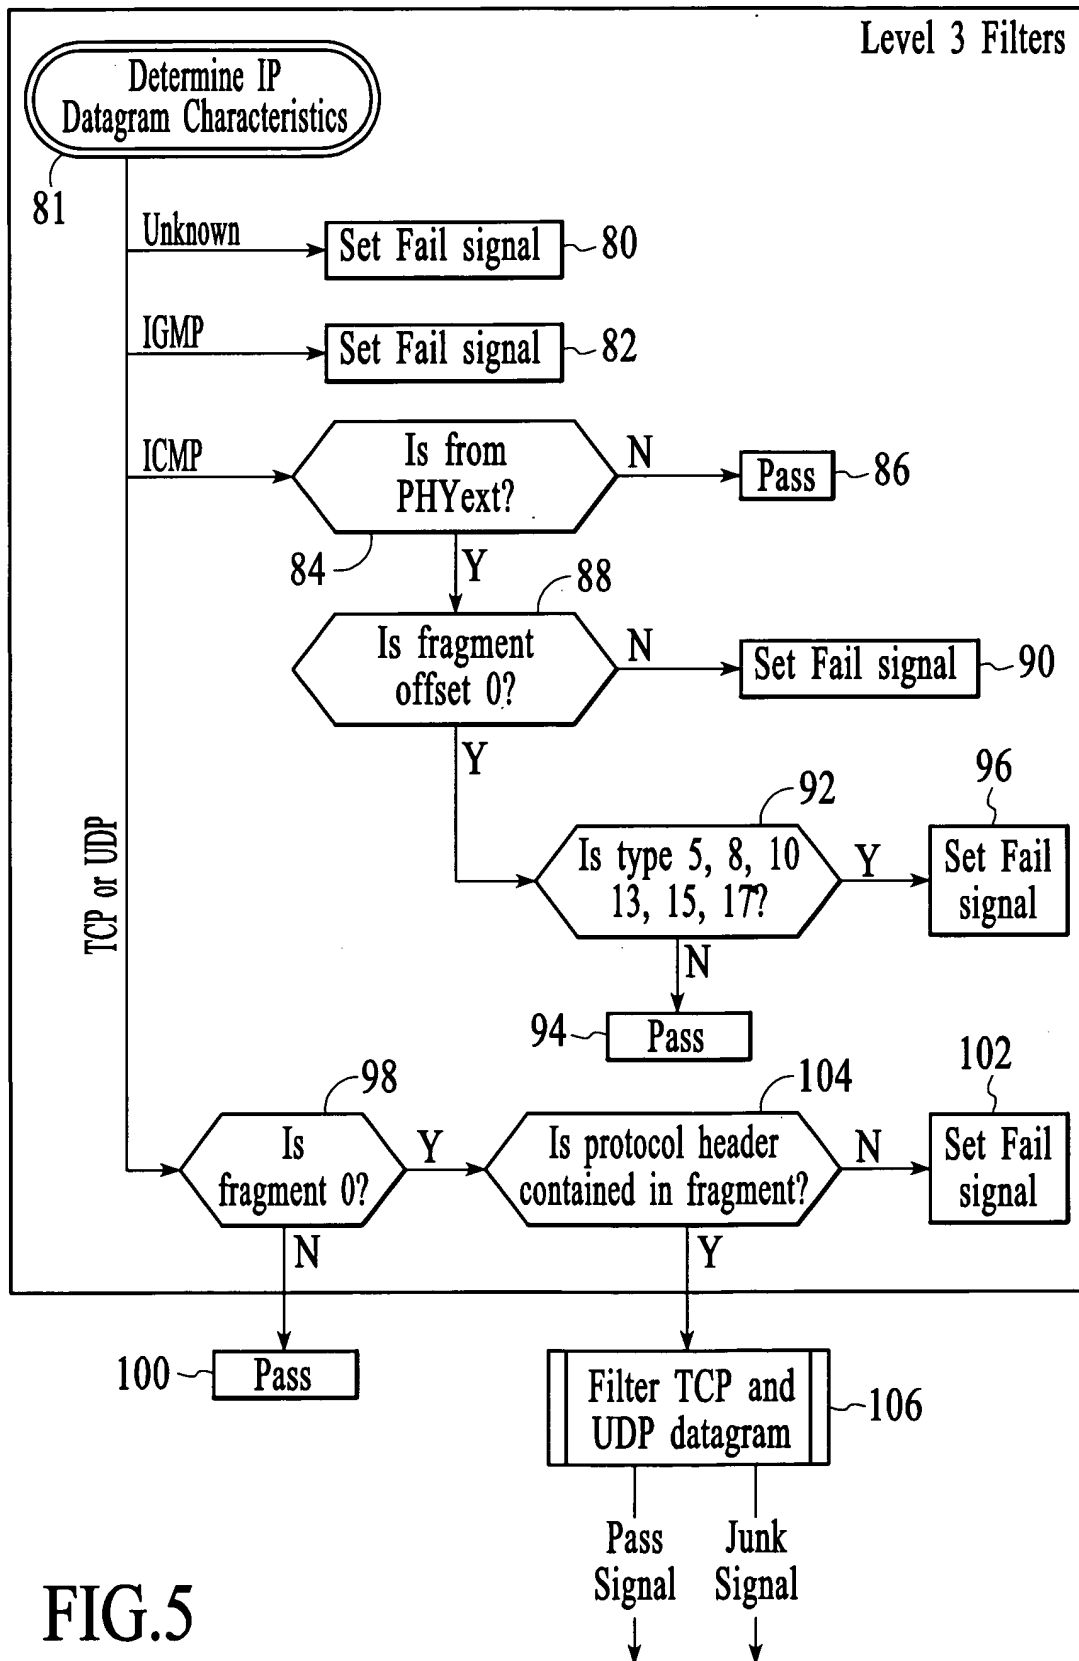 Level 3 Filters
Determine IP
Datagram Characteristics
81
Unknown
Set Fail signal
80
IGMP
Set Fail signal
82
ICMP
Is from
PHYext?
N
Pass
86
84
Y
88
Is fragment
offset 0?
N
Set Fail signal
90
Y
92
96
Is type 5, 8, 10
13, 15, 17?
Y
Set Fail
signal
N
94
Pass
TCP or UDP
98
104
102
Is
fragment 0?
Y
Is protocol header
contained in fragment?
N
Set Fail
signal
N
Y
100
Pass
Filter TCP and
UDP datagram
106
Pass
Signal
Junk
Signal
FIG.5